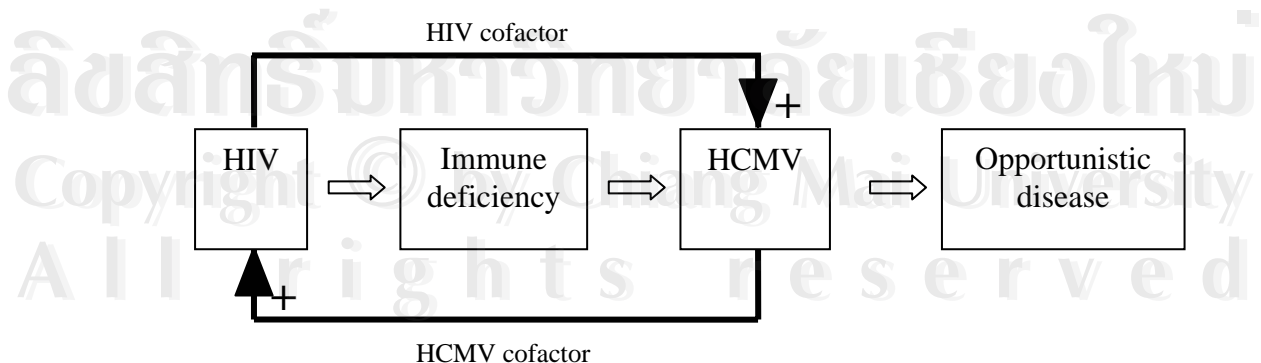 HIV cofactor
ลิขสิทธิ์มหาวิทยาลัยเชียงใหม่
+
HIV
Immune
deficiency
HCMV
Opportunistic
disease
Copyright © by Chiang Mai University
All rights reserved
+
HCMV cofactor